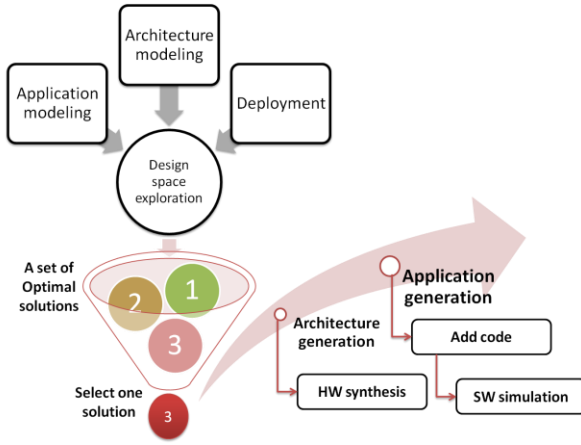 Architecture
modeling
Application
modeling
Deployment
Design
space
exploration
A set of
Optimal
solutions
1
2
3
Select one
solution
3
Architecture
generation
HW synthesis
Application
generation
Add code
SW simulation